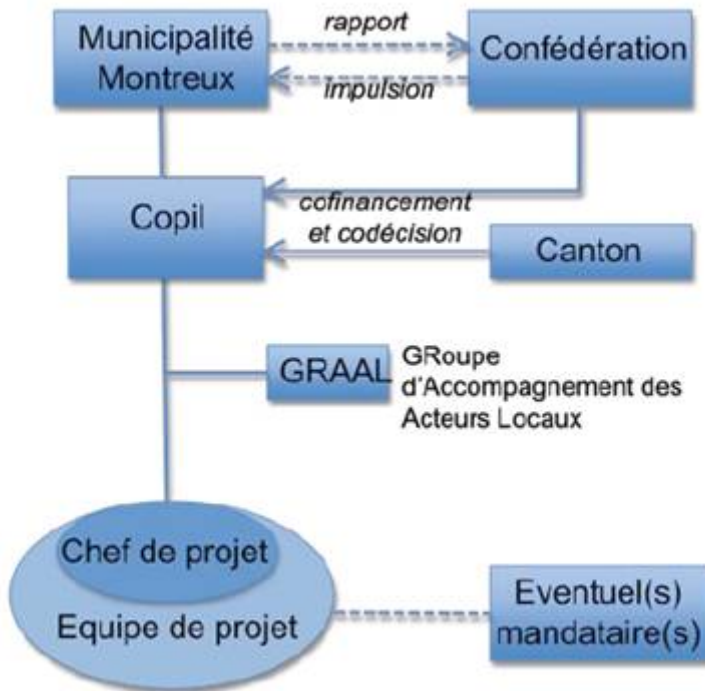 Municipalité
Montreux
rapport
Confédération
impulsion
Copil
cofinancement
et codécision
Canton
GRAAL
GRoupe
d'Accompagnement des
Acteurs Locaux
Chef de projet
Equipe de projet
Eventuel(s)
mandataire(s)